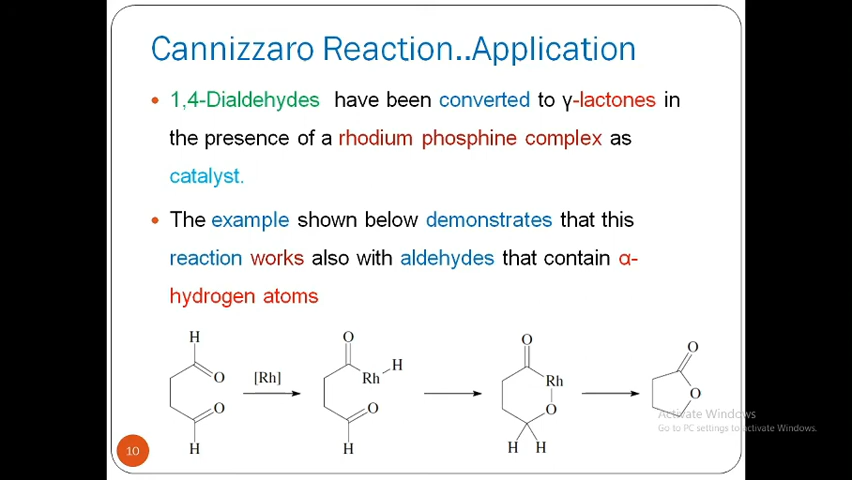 Cannizzaro Reaction..Application
• 1,4-Dialdehydes have been converted to γ-lactones in
the presence of a rhodium phosphine complex as
catalyst.
• The example shown below demonstrates that this
reaction works also with aldehydes that contain α-
hydrogen atoms
H O O O
H
O [Rh] Rh Rh
O O O O
H H H H
Activate Windows
Go to PC settings to activate Windows.
10